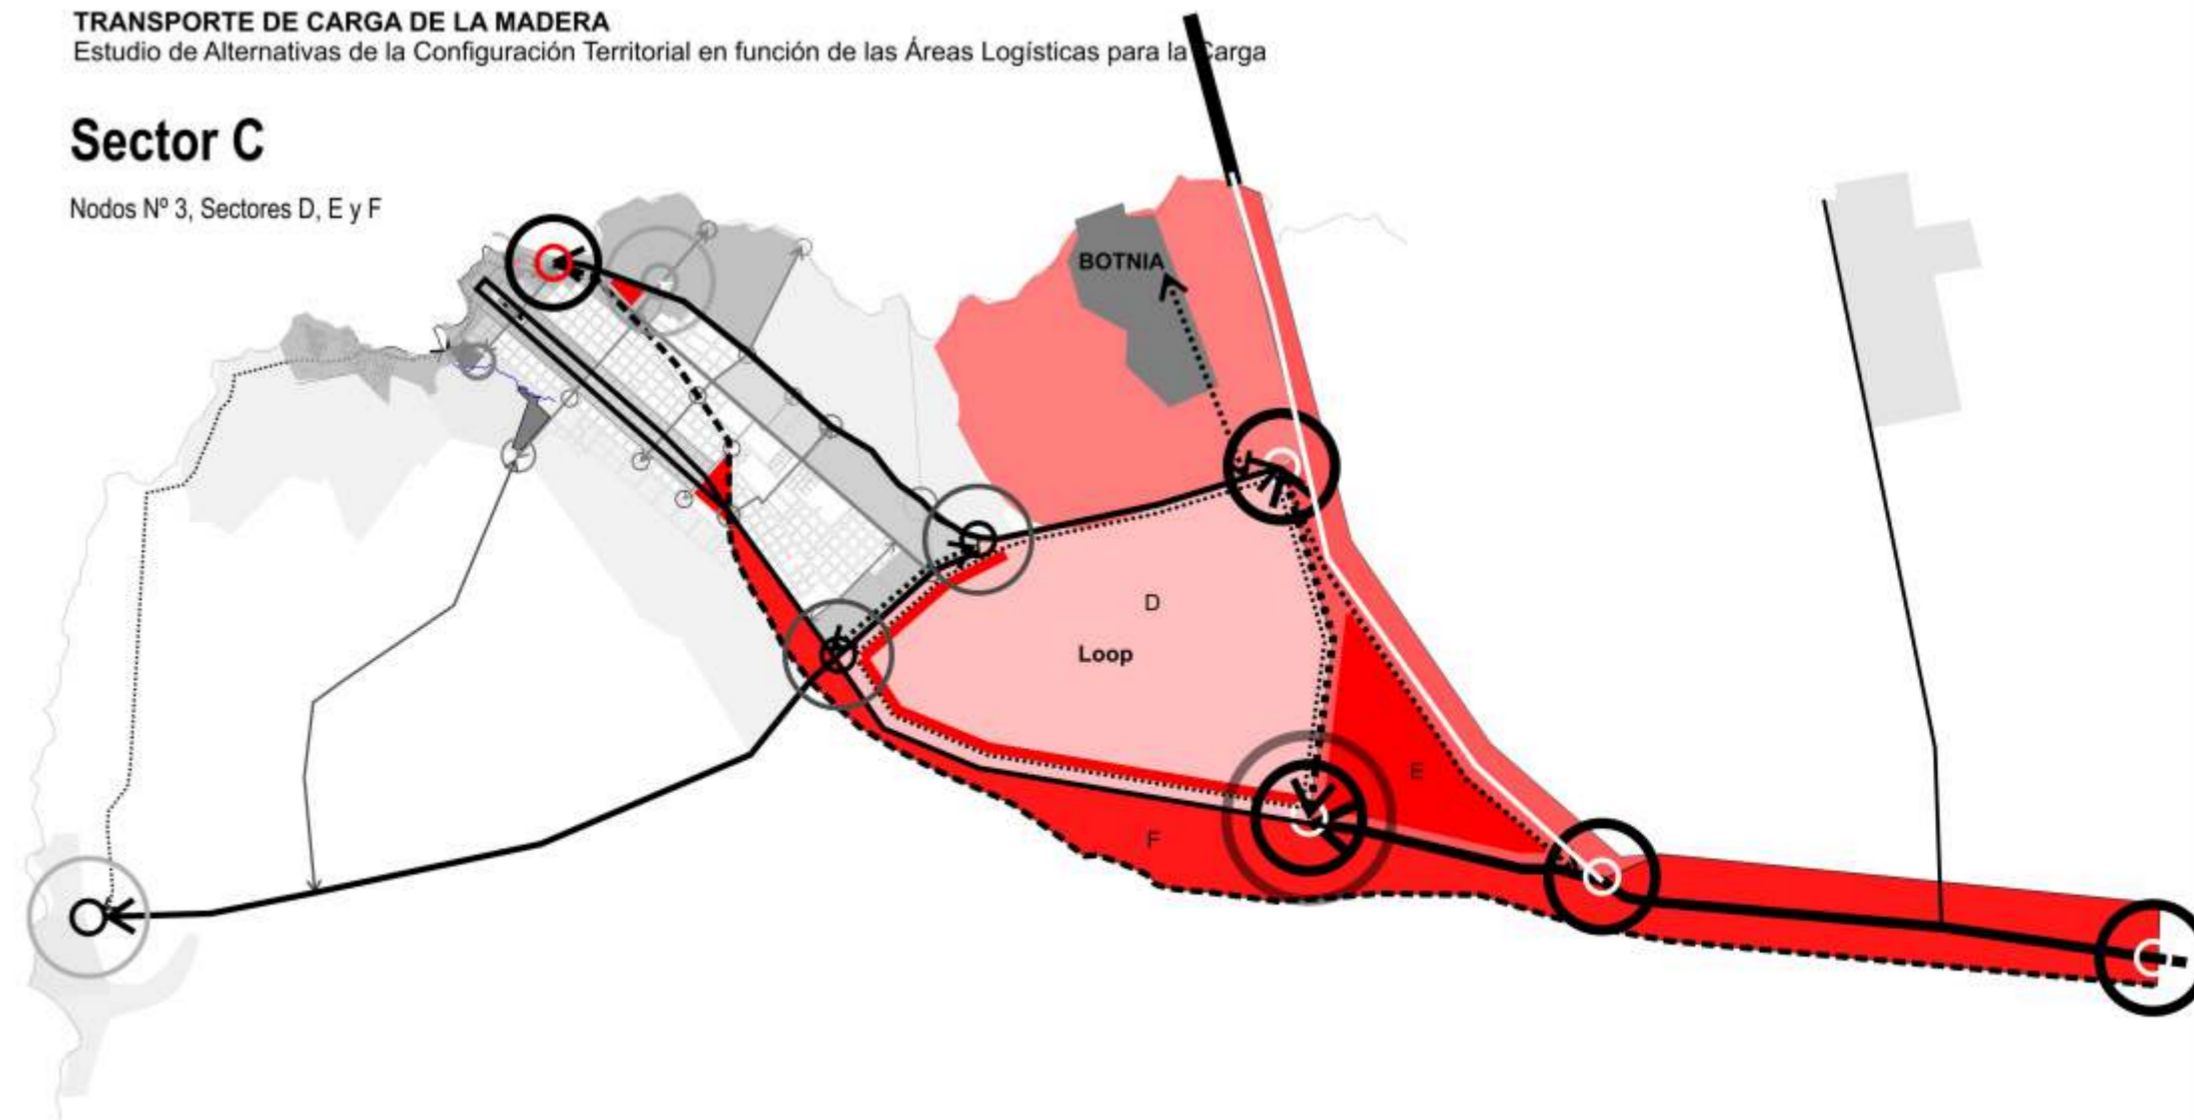 TRANSPORTE DE CARGA DE LA MADERA
Estudio de Alternativas de la Configuración Territorial en función de las Áreas Logísticas para la Carga
Sector C
Nodos Nº 3, Sectores D, E y F
BOTNIA
D
Loop
E
F